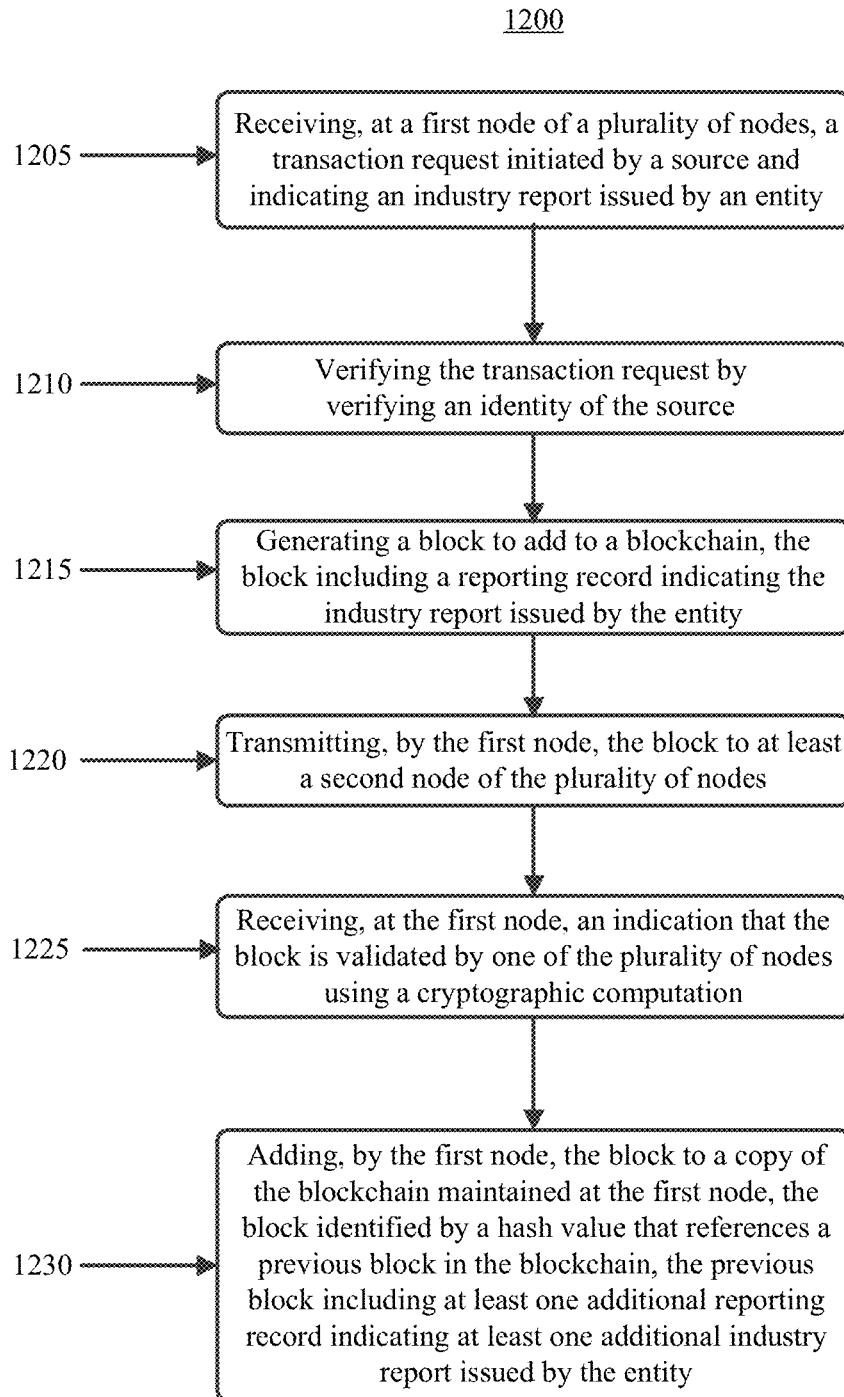 1200
1205
Receiving, at a first node of a plurality of nodes, a
transaction request initiated by a source and
indicating an industry report issued by an entity
1210
Verifying the transaction request by
verifying an identity of the source
1215
Generating a block to add to a blockchain, the
block including a reporting record indicating the
industry report issued by the entity
1220
Transmitting, by the first node, the block to at least
a second node of the plurality of nodes
1225
Receiving, at the first node, an indication that the
block is validated by one of the plurality of nodes
using a cryptographic computation
1230
Adding, by the first node, the block to a copy of
the blockchain maintained at the first node, the
block identified by a hash value that references a
previous block in the blockchain, the previous
block including at least one additional reporting
record indicating at least one additional industry
report issued by the entity